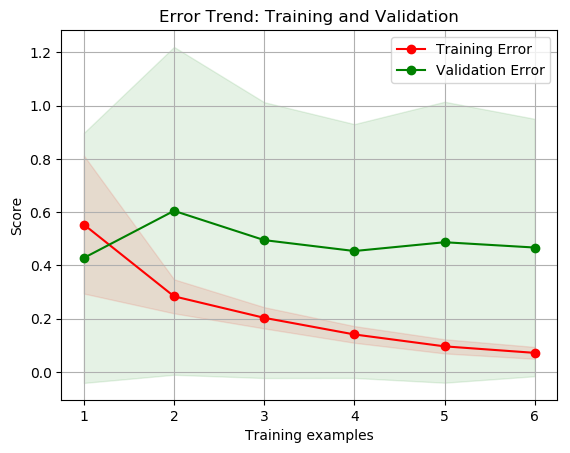 Error Trend: Training and Validation
Training Error
Validation Error
1.2
1.0
0.8
0.6
0.4
0.2
0.0
Score
1 2 3 4 5 6
Training examples